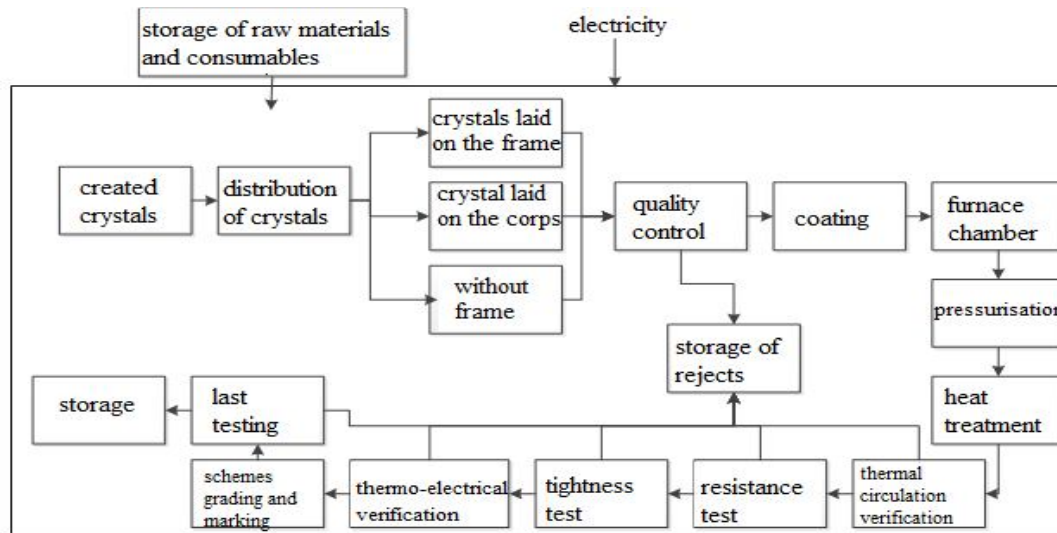 storage of raw materials
and consumables
electricity
created
crystals
distribution
of crystals
crystals laid
on the frame
crystal laid
on the corps
without
frame
quality
control
coating
furnace
chamber
pressurisation
storage of
rejects
heat
treatment
storage
last
testing
schemes
grading and
marking
thermo-electrical
verification
tightness
test
resistance
test
thermal
circulation
verification